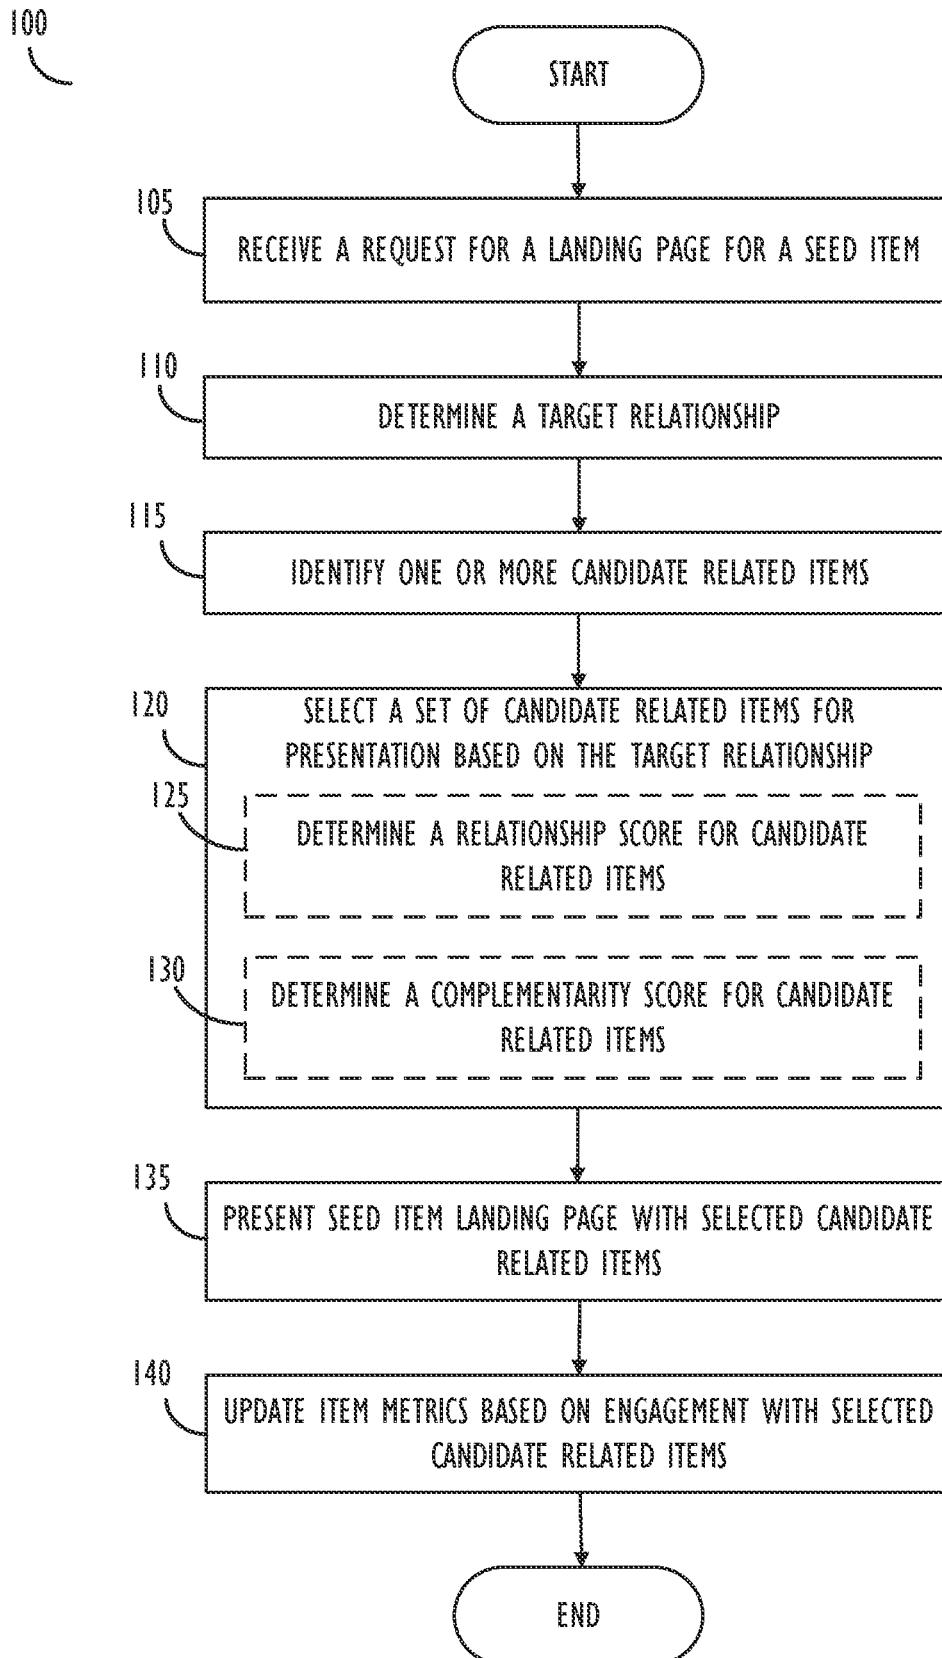 100
START
105
RECEIVE A REQUEST FOR A LANDING PAGE FOR A SEED ITEM
110
DETERMINE A TARGET RELATIONSHIP
115
IDENTIFY ONE OR MORE CANDIDATE RELATED ITEMS
120
SELECT A SET OF CANDIDATE RELATED ITEMS FOR
PRESENTATION BASED ON THE TARGET RELATIONSHIP
125
DETERMINE A RELATIONSHIP SCORE FOR CANDIDATE
RELATED ITEMS
130
DETERMINE A COMPLEMENTARITY SCORE FOR CANDIDATE
RELATED ITEMS
135
PRESENT SEED ITEM LANDING PAGE WITH SELECTED CANDIDATE
RELATED ITEMS
140
UPDATE ITEM METRICS BASED ON ENGAGEMENT WITH SELECTED
CANDIDATE RELATED ITEMS
END